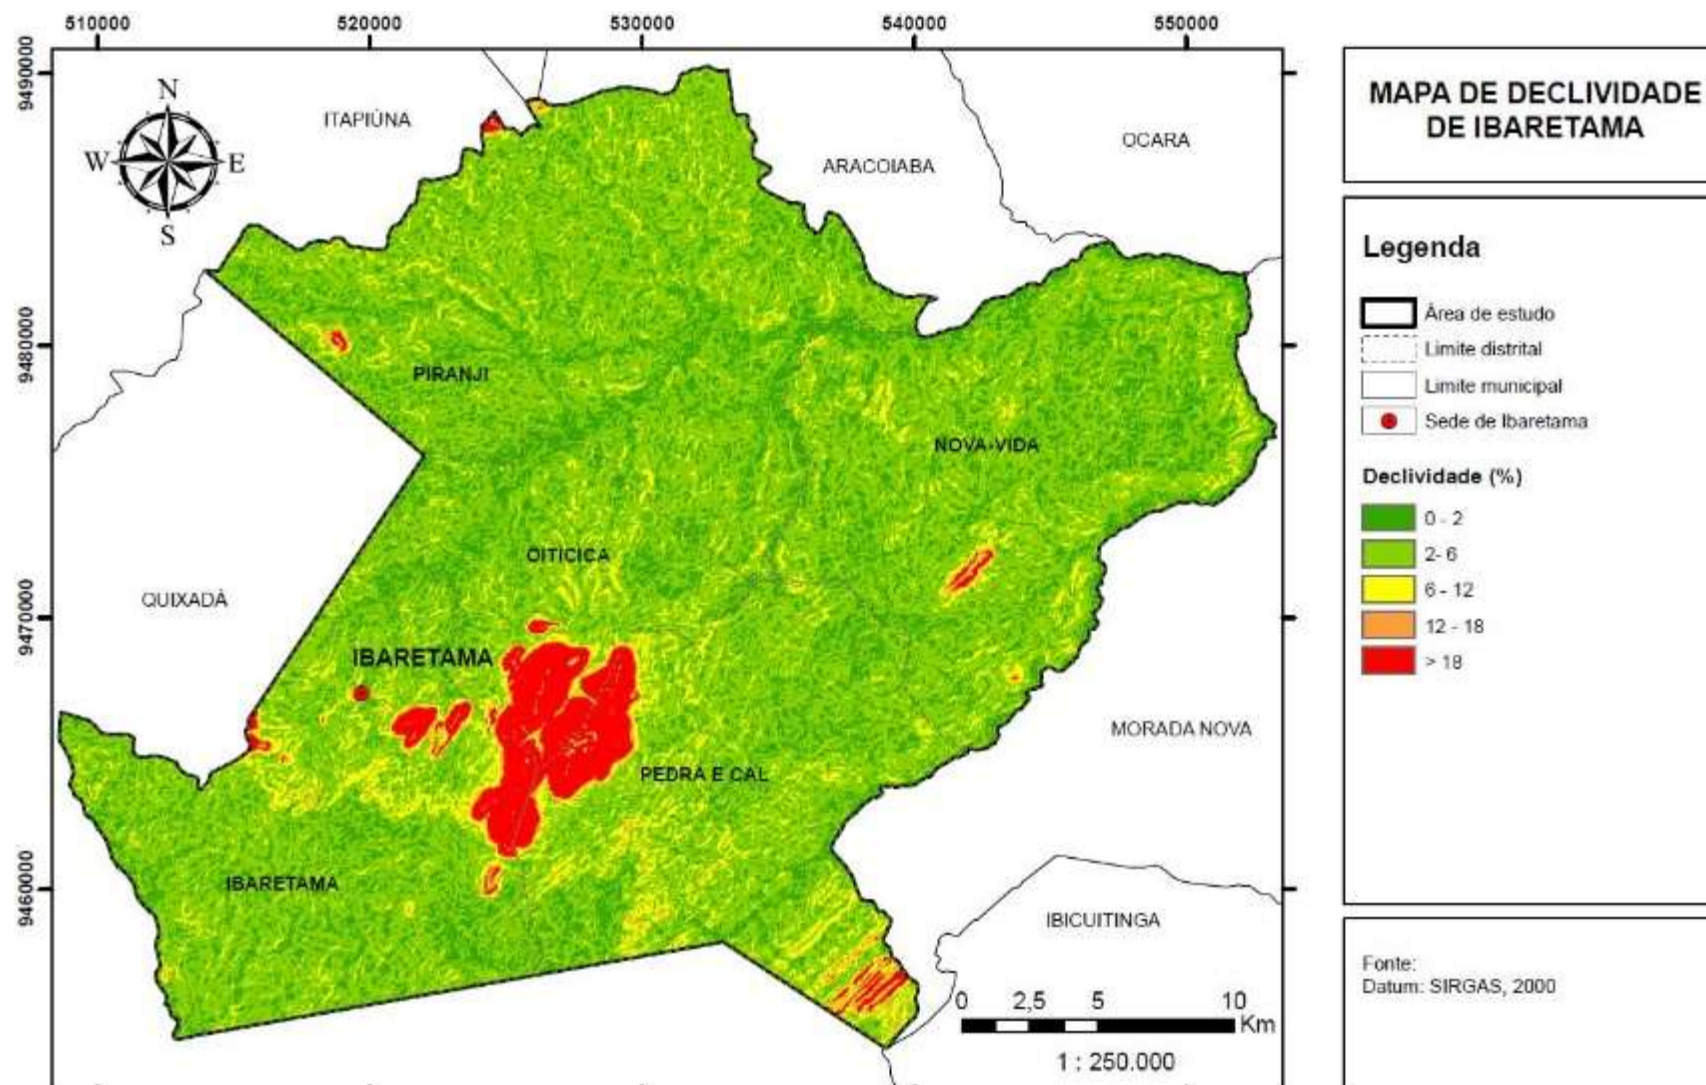 510000
520000
530000
540000
550000
9490000
9480000
9470000
9460000
N
W
E
S
ITAPIÚNA
ARACOIABA
OCARA
PIRANJI
NOVA-VIDA
OITICICA
QUIXADÁ
IBARETAMA
MORADA NOVA
PEDRA E CAL
IBARETAMA
IBICUITINGA
0 2,5 5 10
Km
1 : 250.000
MAPA DE DECLIVIDADE
DE IBARETAMA
Legenda
Área de estudo
Limite distrital
Limite municipal
Sede de Ibaretama
Declividade (%)
0 - 2
2- 6
6 - 12
12 - 18
> 18
Fonte:
Datum: SIRGAS, 2000